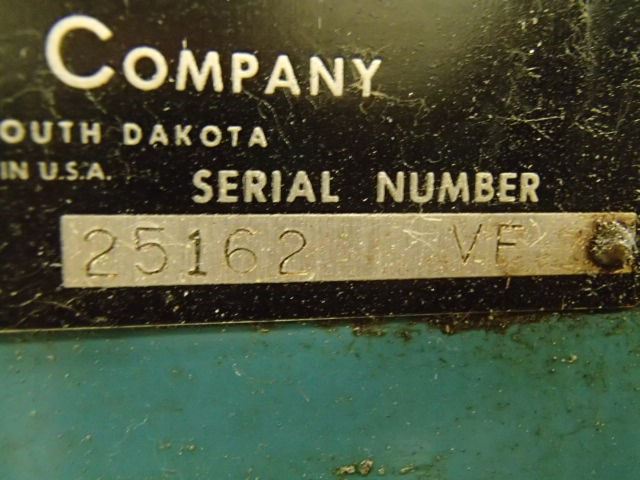 COMPANY
OUTH DAKOTA
IN U.S.A.
SERIAL NUMBER
25162 VF